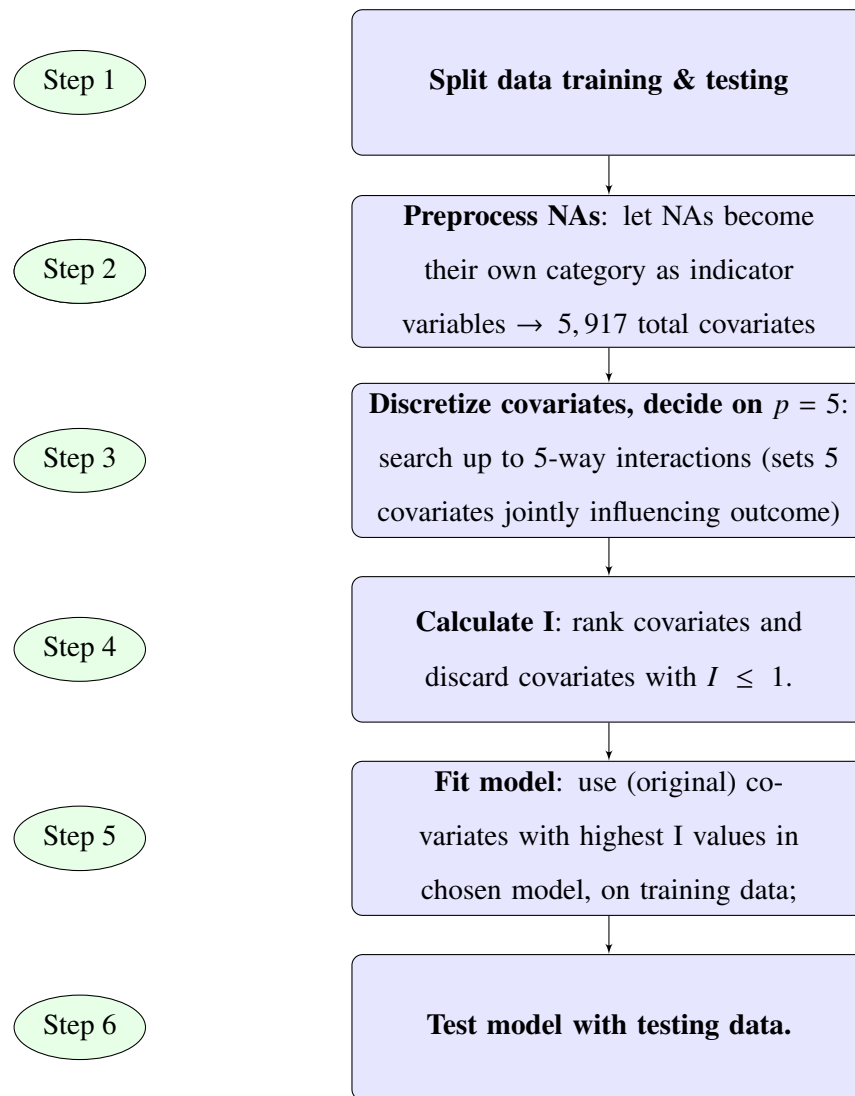 Step 1
Split data training & testing
Step 2
Preprocess NAs: let NAs become
their own category as indicator
variables → 5, 917 total covariates
Step 3
Discretize covariates, decide on p = 5:
search up to 5-way interactions (sets 5
covariates jointly influencing outcome)
Step 4
Calculate I: rank covariates and
discard covariates with I ≤ 1.
Step 5
Fit model: use (original) co-
variates with highest I values in
chosen model, on training data;
Step 6
Test model with testing data.